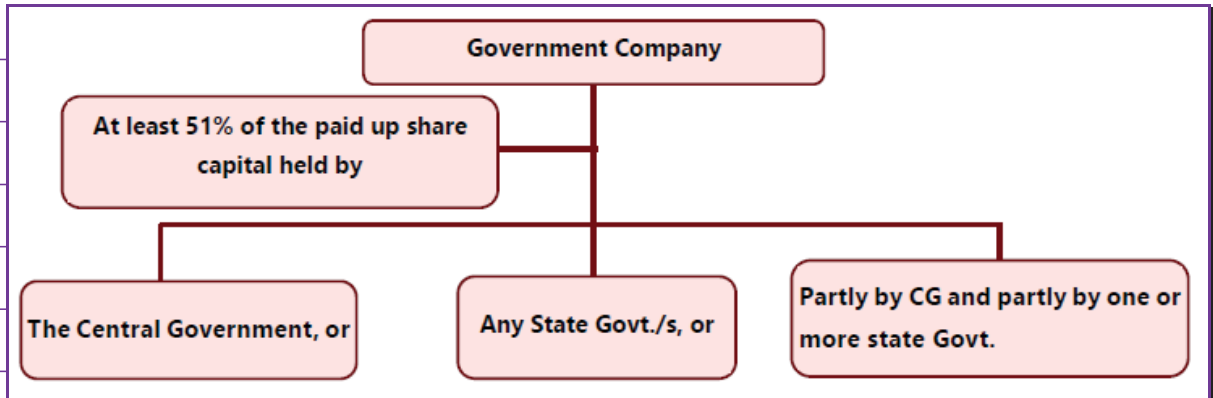 Government Company
At least 51% of the paid up share
capital held by
The Central Government, or
Any State Govt./s, or
Partly by CG and partly by one or
more state Govt.